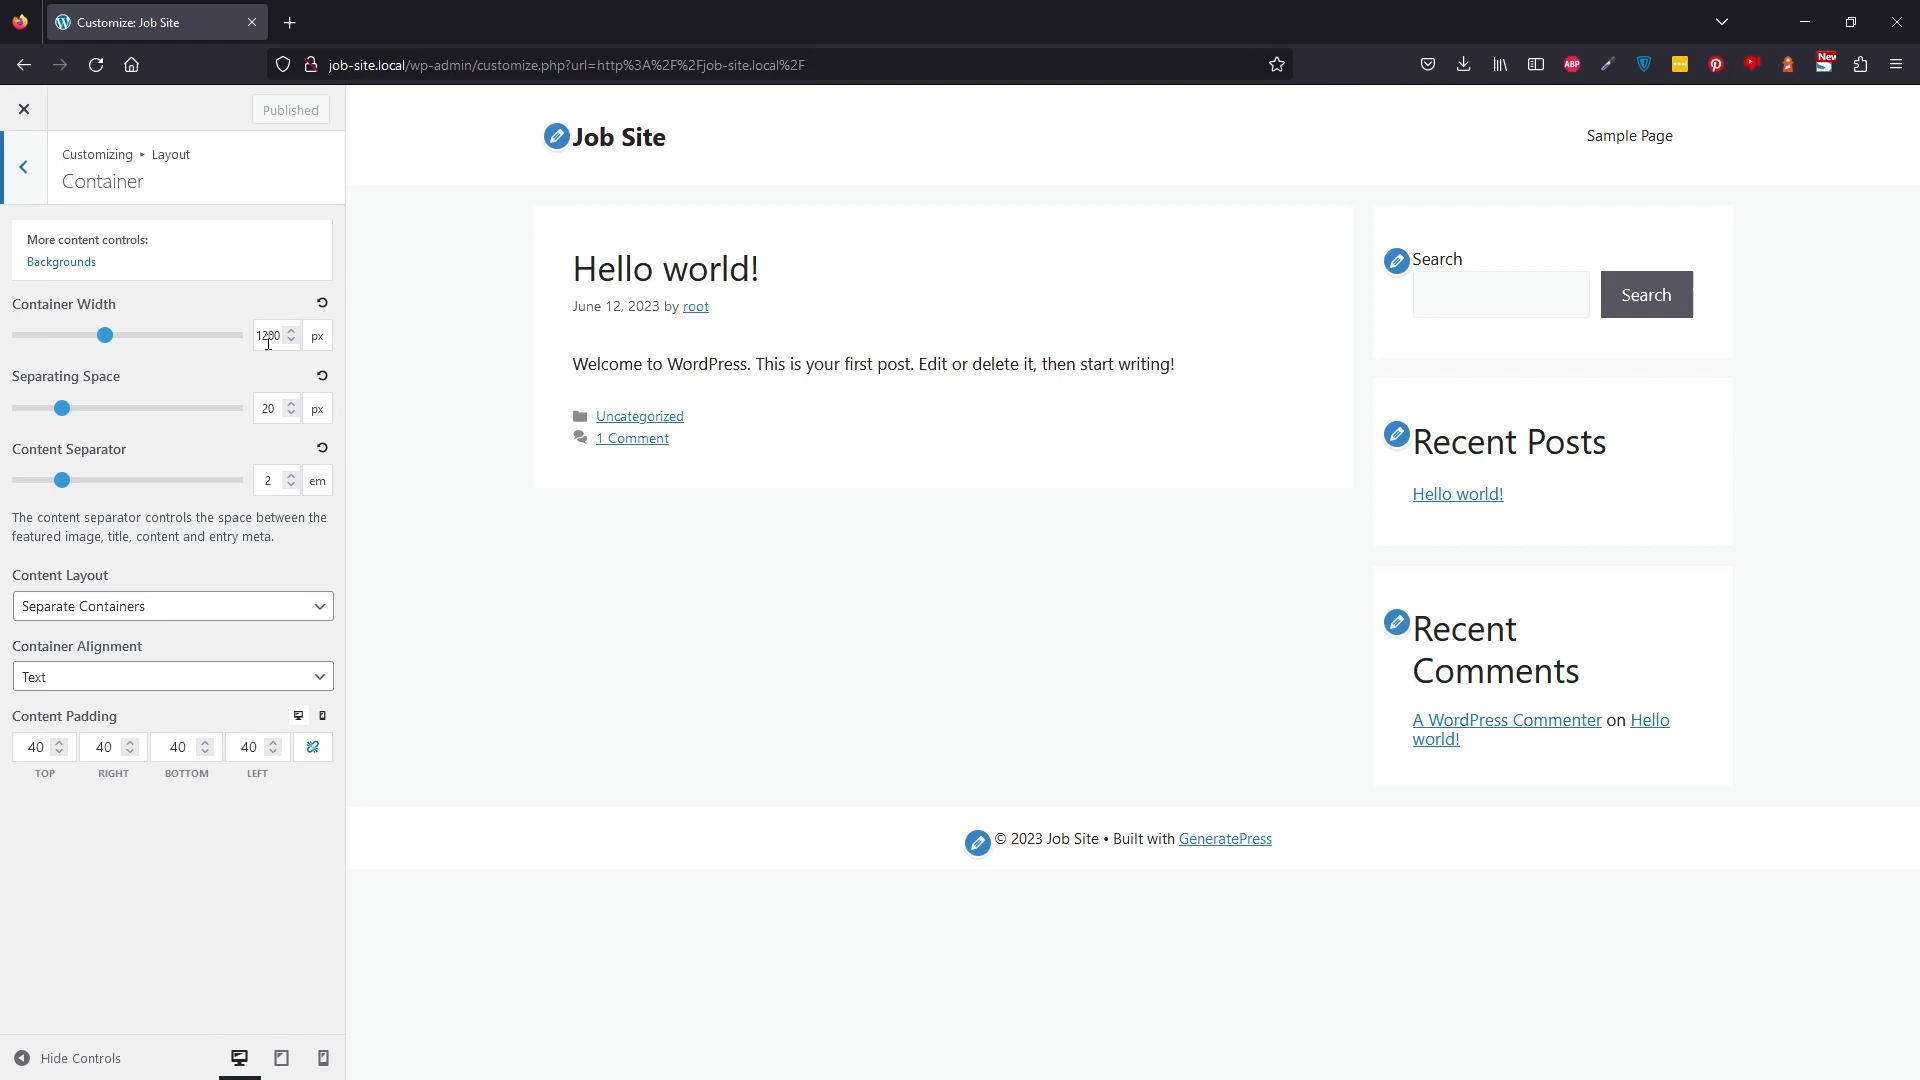 Customize: Job Site
job-site.local/wp-admin/customize.php?url=http%3A%2F%2Fjob-site.local%2F
ABP
New
Published
Customizing ▸ Layout
Container
More content controls:
Backgrounds
Container Width
1200 px
Separating Space
20 px
Content Separator
2 em
The content separator controls the space between the
featured image, title, content and entry meta.
Content Layout
Separate Containers
Container Alignment
Text
Content Padding
40 40 40 40
TOP RIGHT BOTTOM LEFT
Hide Controls
Job Site
Sample Page
Hello world!
June 12, 2023 by root
Welcome to WordPress. This is your first post. Edit or delete it, then start writing!
Uncategorized
1 Comment
Search
Search
Recent Posts
Hello world!
Recent
Comments
A WordPress Commenter on Hello
world!
© 2023 Job Site • Built with GeneratePress